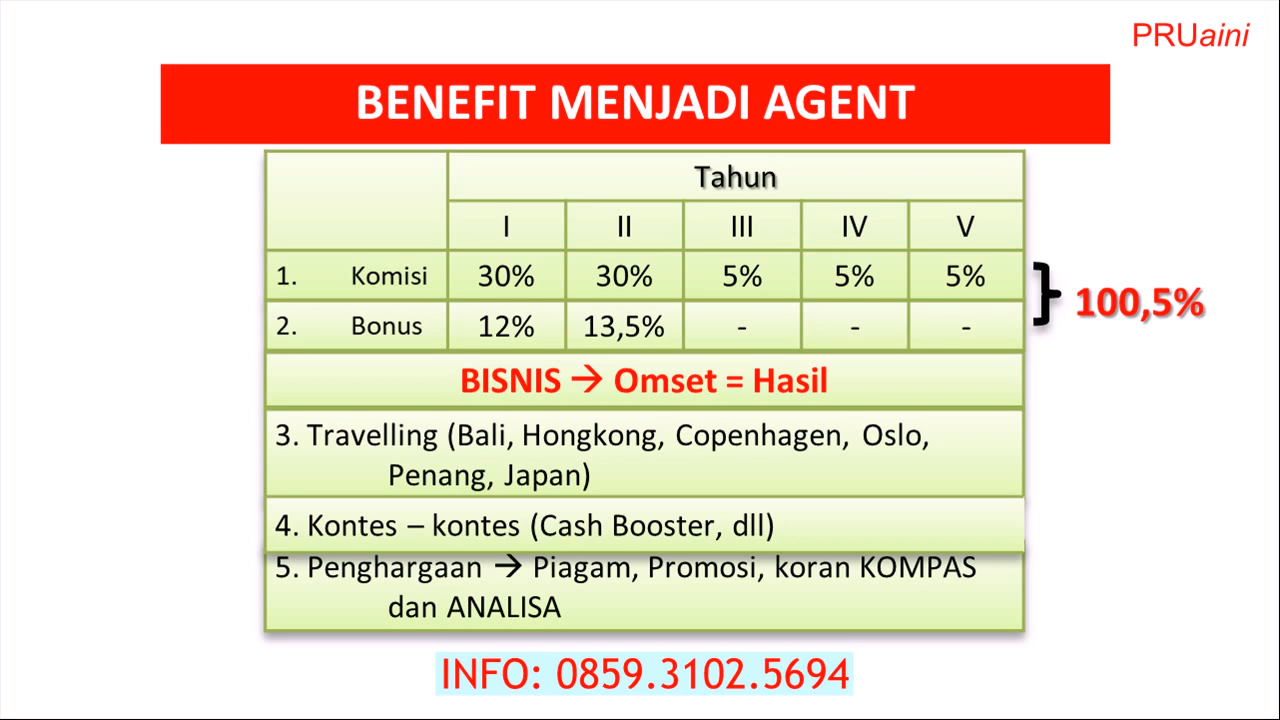 PRUaini
BENEFIT MENJADI AGENT
Tahun
I II III IV V
1. Komisi 30% 30% 5% 5% 5%
2. Bonus 12% 13,5% - - -
100,5%
BISNIS → Omset = Hasil
3. Travelling (Bali, Hongkong, Copenhagen, Oslo,
Penang, Japan)
4. Kontes – kontes (Cash Booster, dll)
5. Penghargaan → Piagam, Promosi, koran KOMPAS
dan ANALISA
INFO: 0859.3102.5694